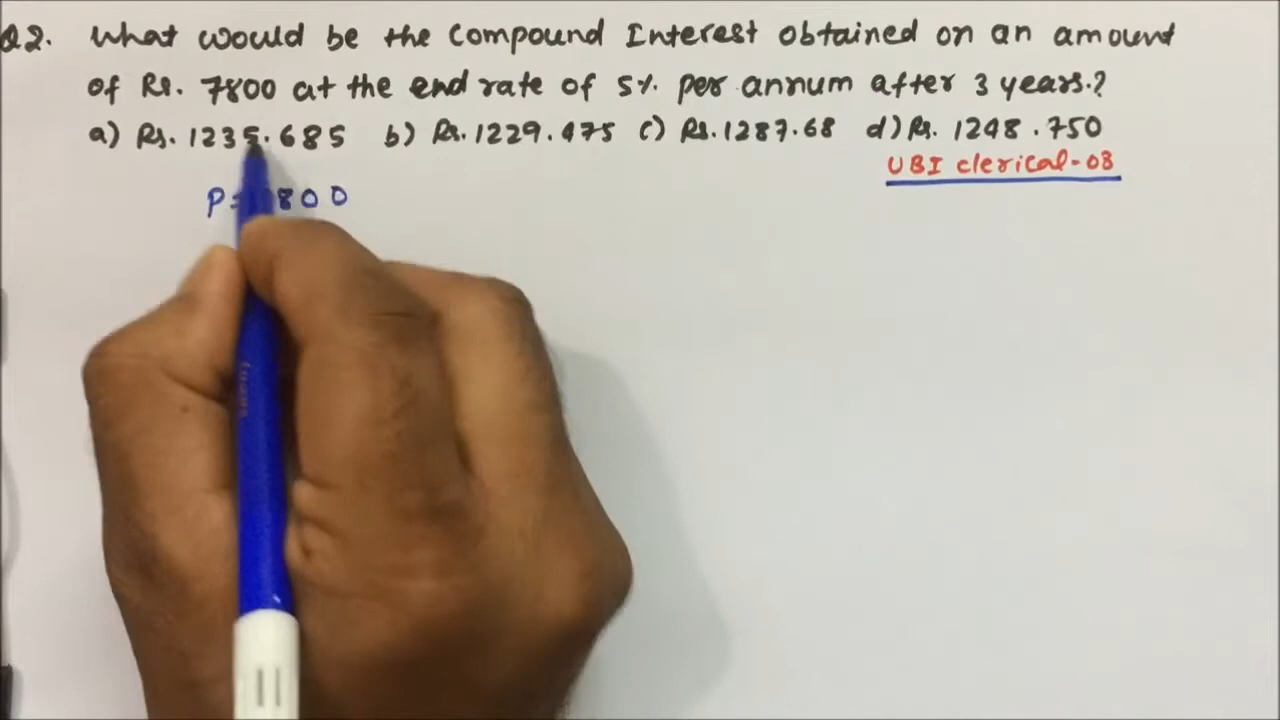 Q2. What would be the compound Interest obtained on an amount
of Rs. 7800 at the end rate of 5% per annum after 3 years.?
a) Rs. 1235.685 b) Rs. 1229.475 c) Rs. 1287.68 d) Rs. 1248.750
UBI clerical-08
P= 800